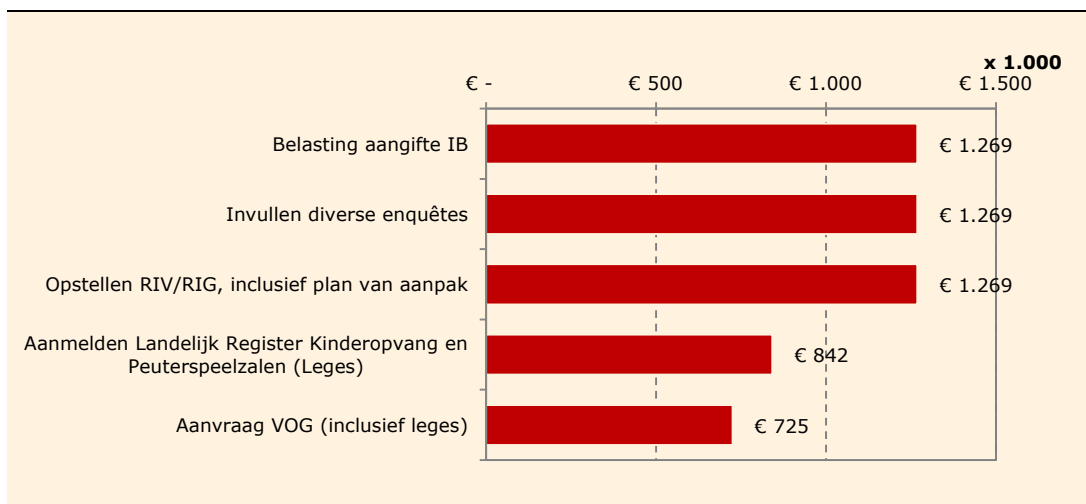 x 1.000
€ - € 500 € 1.000 € 1.500
Belasting aangifte IB € 1.269
Invullen diverse enquêtes € 1.269
Opstellen RIV/RIG, inclusief plan van aanpak € 1.269
Aanmelden Landelijk Register Kinderopvang en
Peuterspeelzalen (Leges) € 842
Aanvraag VOG (inclusief leges) € 725